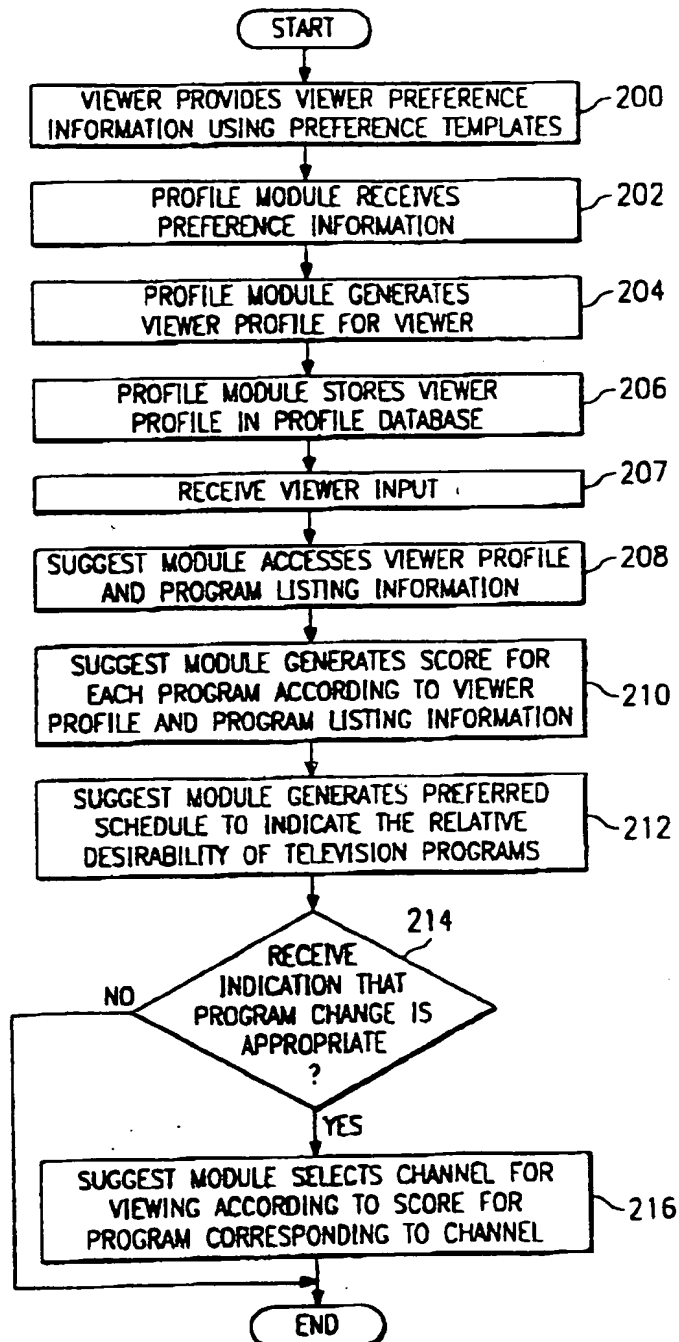 START
VIEWER PROVIDES VIEWER PREFERENCE
INFORMATION USING PREFERENCE TEMPLATES
200
PROFILE MODULE RECEIVES
PREFERENCE INFORMATION
202
PROFILE MODULE GENERATES
VIEWER PROFILE FOR VIEWER
204
PROFILE MODULE STORES VIEWER
PROFILE IN PROFILE DATABASE
206
RECEIVE VIEWER INPUT
207
SUGGEST MODULE ACCESSES VIEWER PROFILE
AND PROGRAM LISTING INFORMATION
208
SUGGEST MODULE GENERATES SCORE FOR
EACH PROGRAM ACCORDING TO VIEWER
PROFILE AND PROGRAM LISTING INFORMATION
210
SUGGEST MODULE GENERATES PREFERRED
SCHEDULE TO INDICATE THE RELATIVE
DESIRABILITY OF TELEVISION PROGRAMS
212
214
RECEIVE
INDICATION THAT
PROGRAM CHANGE IS
APPROPRIATE
?
NO
YES
SUGGEST MODULE SELECTS CHANNEL FOR
VIEWING ACCORDING TO SCORE FOR
PROGRAM CORRESPONDING TO CHANNEL
216
END